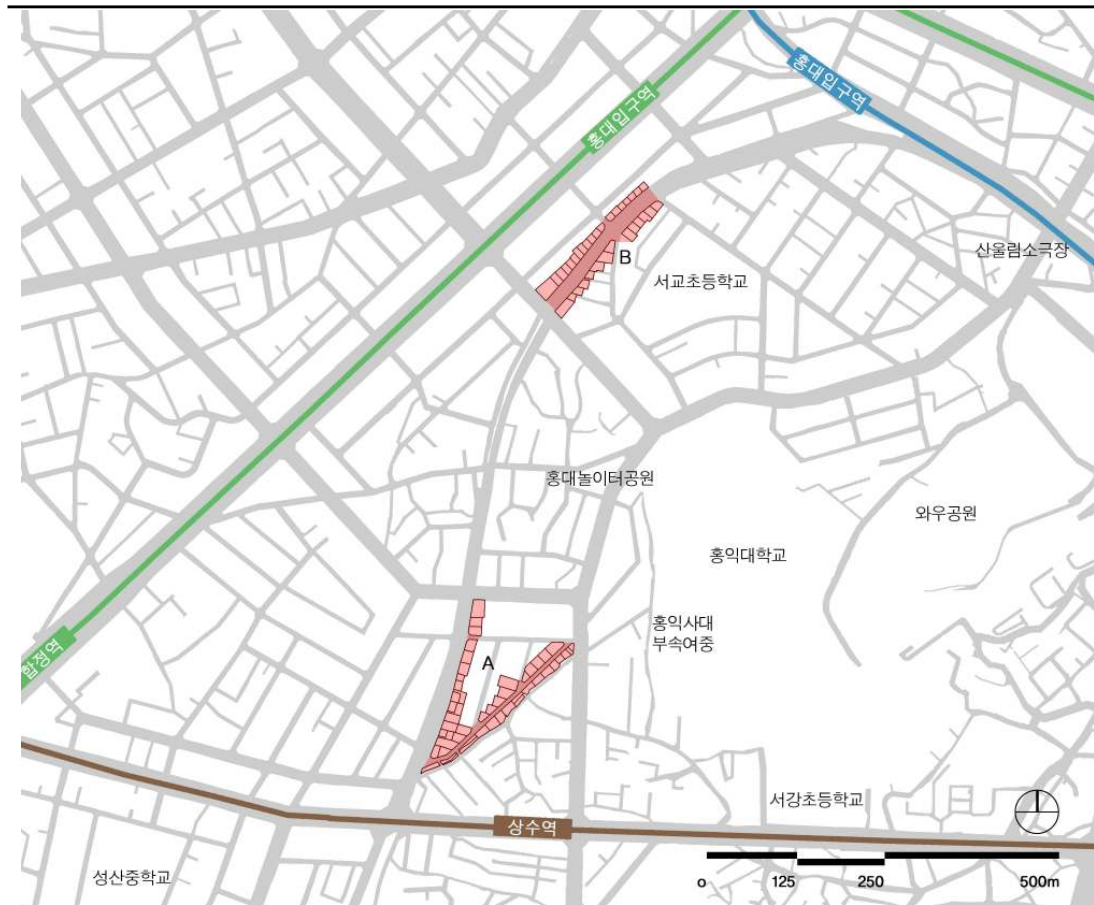 홍대입구역
홍대입구역
산울림소극장
B
서교초등학교
홍대놀이터공원
와우공원
홍익대학교
홍익사대
부속여중
합정역
A
서강초등학교
상수역
성산중학교
o 125 250 500m